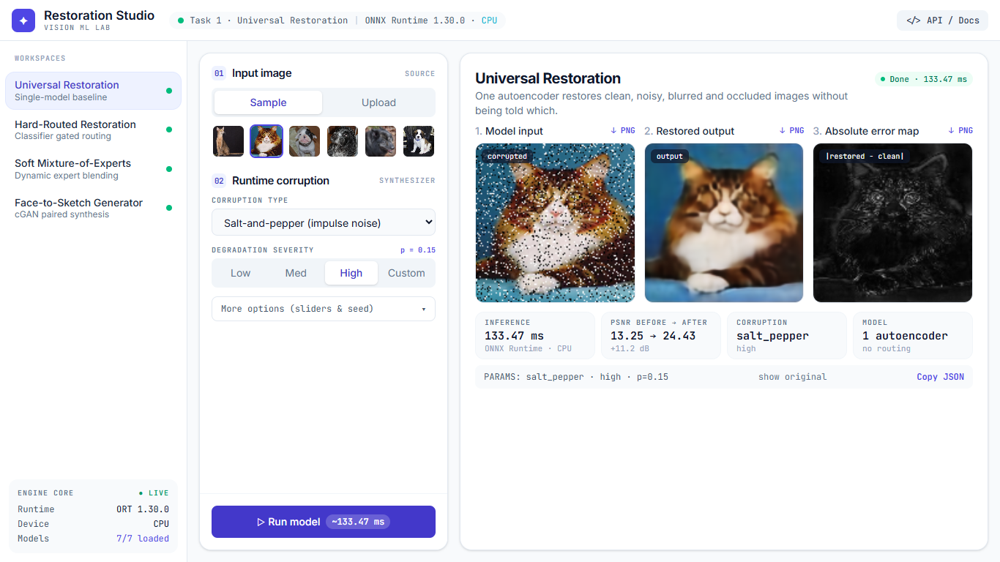 Restoration Studio
VISION ML LAB
Task 1 · Universal Restoration | ONNX Runtime 1.30.0 · CPU
</> API / Docs
WORKSPACES
Universal Restoration
Single-model baseline
Hard-Routed Restoration
Classifier gated routing
Soft Mixture-of-Experts
Dynamic expert blending
Face-to-Sketch Generator
cGAN paired synthesis
ENGINE CORE • LIVE
Runtime ORT 1.30.0
Device CPU
Models 7/7 loaded
01 Input image SOURCE
Sample Upload
02 Runtime corruption SYNTHESIZER
CORRUPTION TYPE
Salt-and-pepper (impulse noise)
DEGRADATION SEVERITY p = 0.15
Low Med High Custom
More options (sliders & seed) ▾
▷ Run model ~133.47 ms
Universal Restoration
Done · 133.47 ms
One autoencoder restores clean, noisy, blurred and occluded images without
being told which.
1. Model input ↓ PNG 2. Restored output ↓ PNG 3. Absolute error map ↓ PNG
corrupted output |restored - clean|
INFERENCE
133.47 ms
ONNX Runtime · CPU
PSNR BEFORE → AFTER
13.25 → 24.43
+11.2 dB
CORRUPTION
salt_pepper
high
MODEL
1 autoencoder
no routing
PARAMS: salt_pepper · high · p=0.15 show original Copy JSON